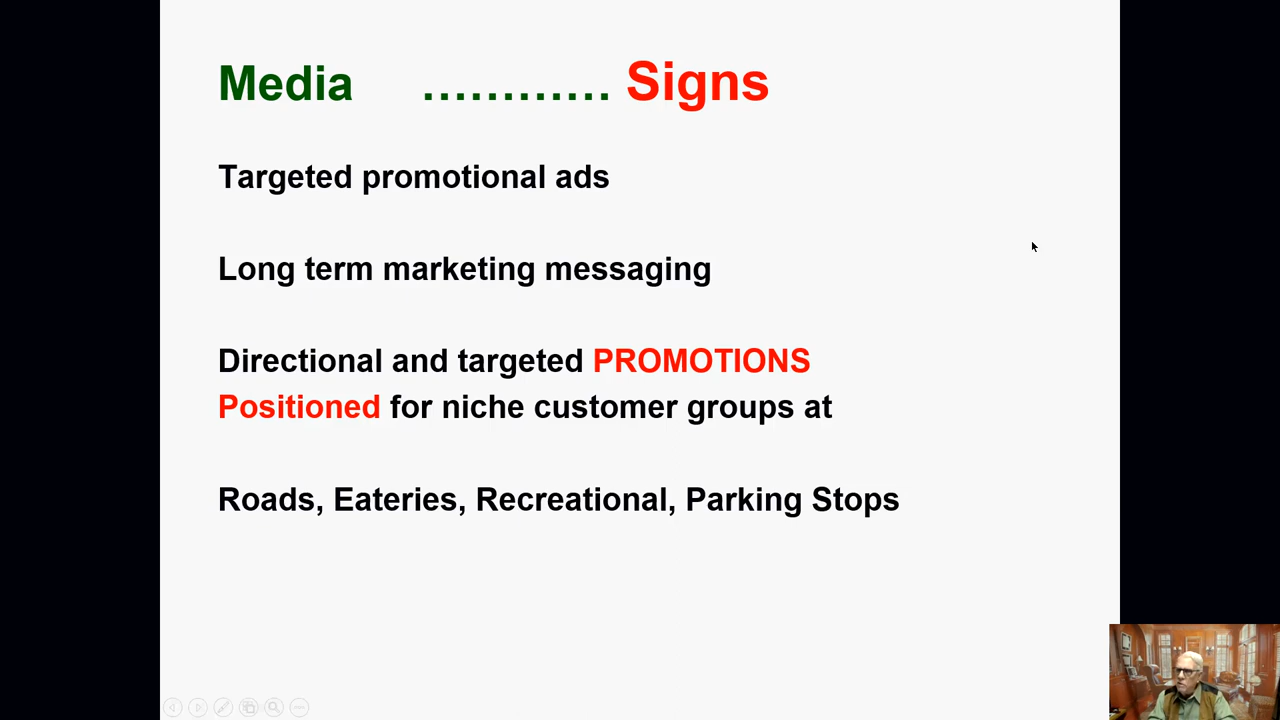 Media ………… Signs
Targeted promotional ads
Long term marketing messaging
Directional and targeted PROMOTIONS
Positioned for niche customer groups at
Roads, Eateries, Recreational, Parking Stops